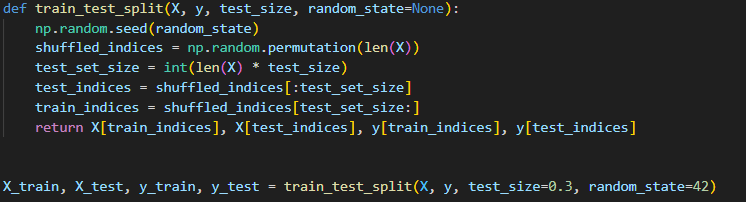 def train_test_split(X, y, test_size, random_state=None):
    np.random.seed(random_state)
    shuffled_indices = np.random.permutation(len(X))
    test_set_size = int(len(X) * test_size)
    test_indices = shuffled_indices[:test_set_size]
    train_indices = shuffled_indices[test_set_size:]
    return X[train_indices], X[test_indices], y[train_indices], y[test_indices]
X_train, X_test, y_train, y_test = train_test_split(X, y, test_size=0.3, random_state=42)